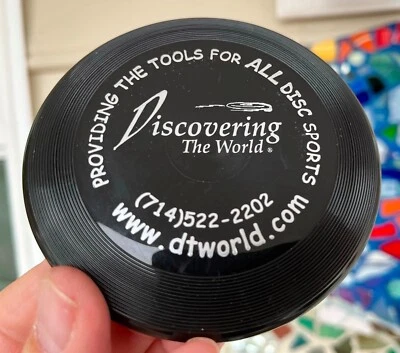 PROVIDING THE TOOLS FOR ALL DISC SPORTS
Discovering
The World®
(714)522-2202
www.dtworld.com